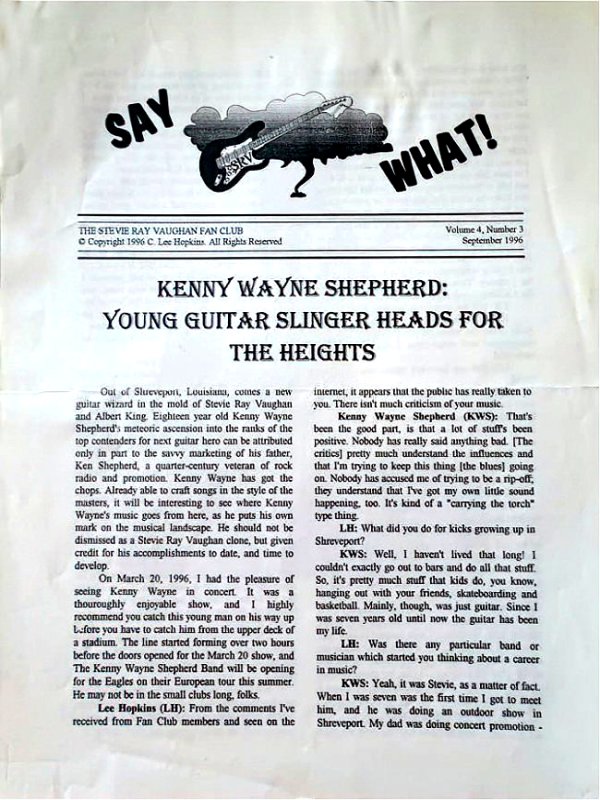 SAY
WHAT!
SRV
THE STEVIE RAY VAUGHAN FAN CLUB
© Copyright 1996 C. Lee Hopkins. All Rights Reserved
Volume 4, Number 3
September 1996
KENNY WAYNE SHEPHERD:
YOUNG GUITAR SLINGER HEADS FOR
THE HEIGHTS
Out of Shreveport, Louisiana, comes a new
guitar wizard in the mold of Stevie Ray Vaughan
and Albert King. Eighteen year old Kenny Wayne
Shepherd's meteoric ascension into the ranks of the
top contenders for next guitar hero can be attributed
only in part to the savvy marketing of his father,
Ken Shepherd, a quarter-century veteran of rock
radio and promotion. Kenny Wayne has got the
chops. Already able to craft songs in the style of the
masters, it will be interesting to see where Kenny
Wayne's music goes from here, as he puts his own
mark on the musical landscape. He should not be
dismissed as a Stevie Ray Vaughan clone, but given
credit for his accomplishments to date, and time to
develop.
On March 20, 1996, I had the pleasure of
seeing Kenny Wayne in concert. It was a
thouroughly enjoyable show, and I highly
recommend you catch this young man on his way up
before you have to catch him from the upper deck of
a stadium. The line started forming over two hours
before the doors opened for the March 20 show, and
The Kenny Wayne Shepherd Band will be opening
for the Eagles on their European tour this summer.
He may not be in the small clubs long, folks.
Lee Hopkins (LH): From the comments I've
received from Fan Club members and seen on the
internet, it appears that the public has really taken to
you. There isn't much criticism of your music.
Kenny Wayne Shepherd (KWS): That's
been the good part, is that a lot of stuff's been
positive. Nobody has really said anything bad. [The
critics] pretty much understand the influences and
that I'm trying to keep this thing [the blues] going
on. Nobody has accused me of trying to be a rip-off;
they understand that I've got my own little sound
happening, too. It's kind of a "carrying the torch"
type thing.
LH: What did you do for kicks growing up in
Shreveport?
KWS: Well, I haven't lived that long! I
couldn't exactly go out to bars and do all that stuff.
So, it's pretty much stuff that kids do, you know,
hanging out with your friends, skateboarding and
basketball. Mainly, though, was just guitar. Since I
was seven years old until now the guitar has been
my life.
LH: Was there any particular band or
musician which started you thinking about a career
in music?
KWS: Yeah, it was Stevie, as a matter of fact.
When I was seven was the first time I got to meet
him, and he was doing an outdoor show in
Shreveport. My dad was doing concert promotion -